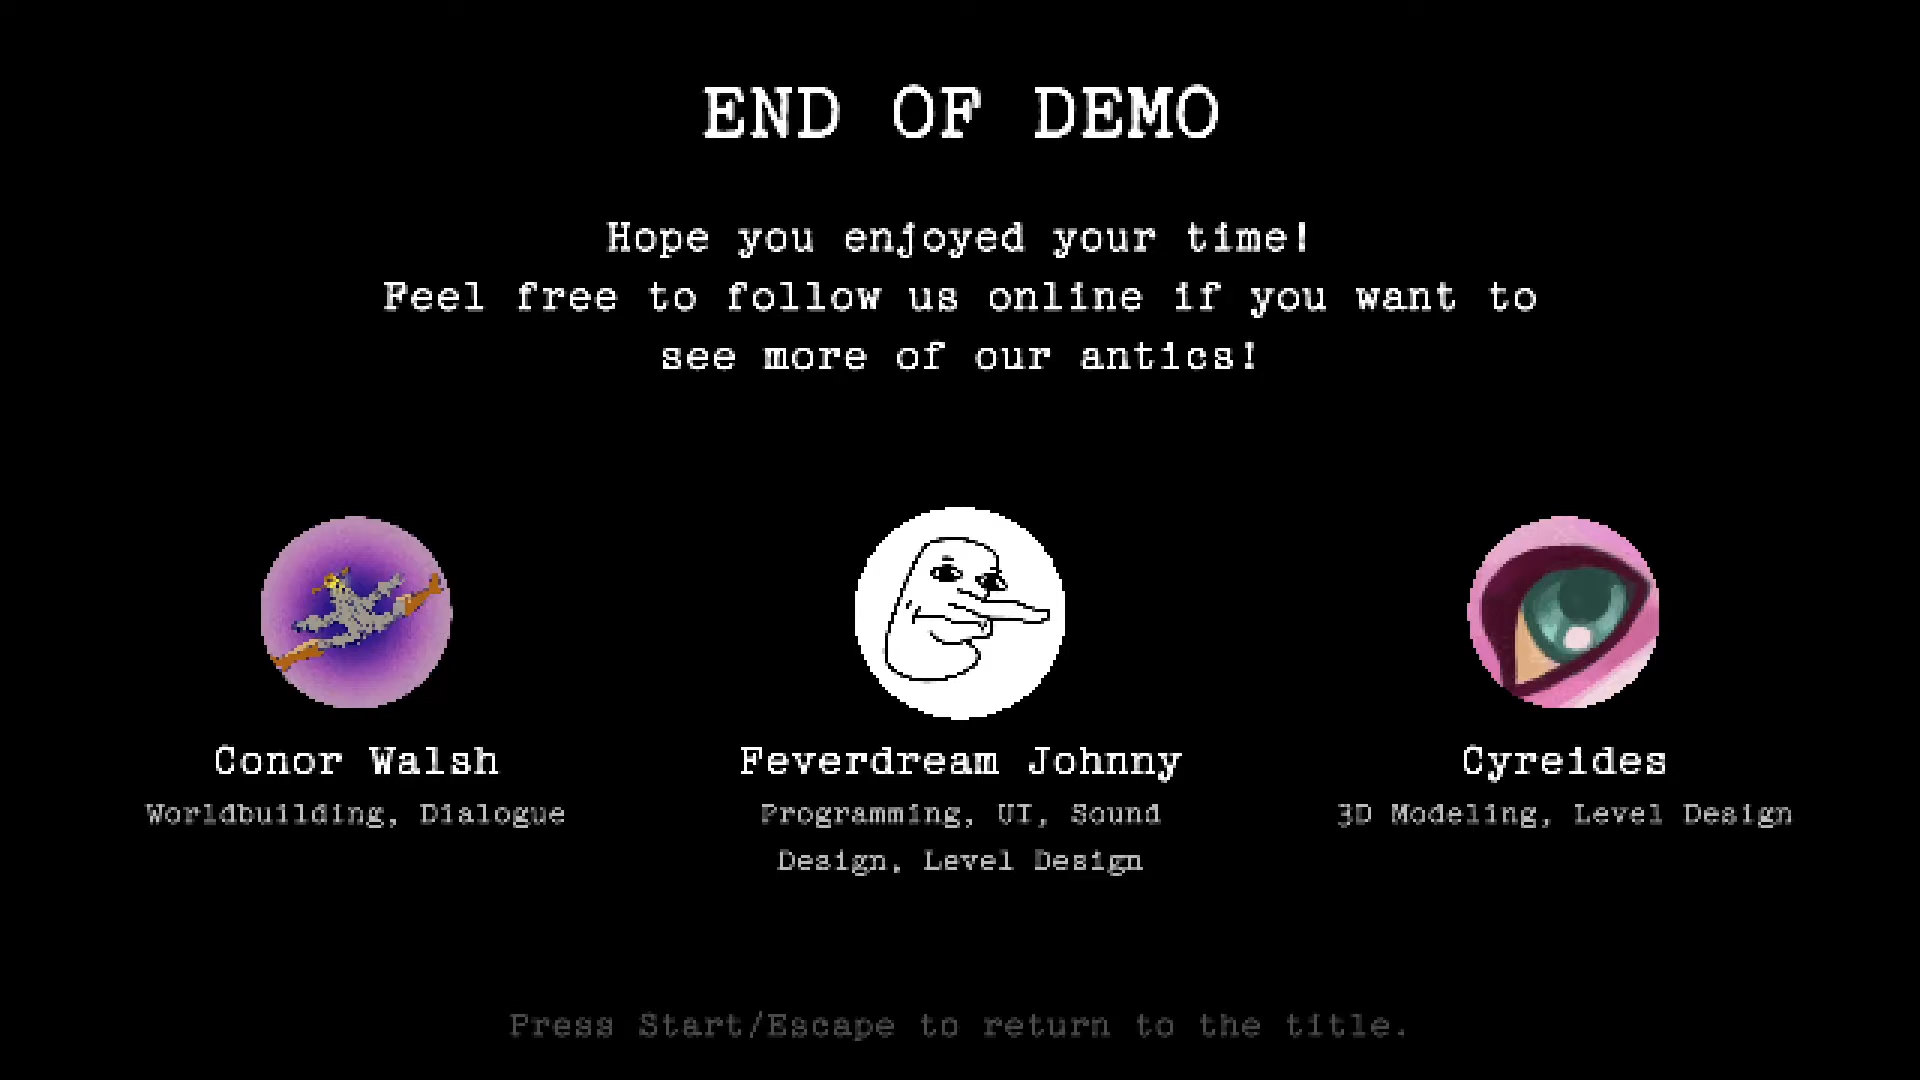 END OF DEMO
Hope you enjoyed your time!
Feel free to follow us online if you want to
see more of our antics!
Conor Walsh
Worldbuilding, Dialogue
Feverdream Johnny
Programming, UI, Sound
Design, Level Design
Cyreides
3D Modeling, Level Design
Press Start/Escape to return to the title.